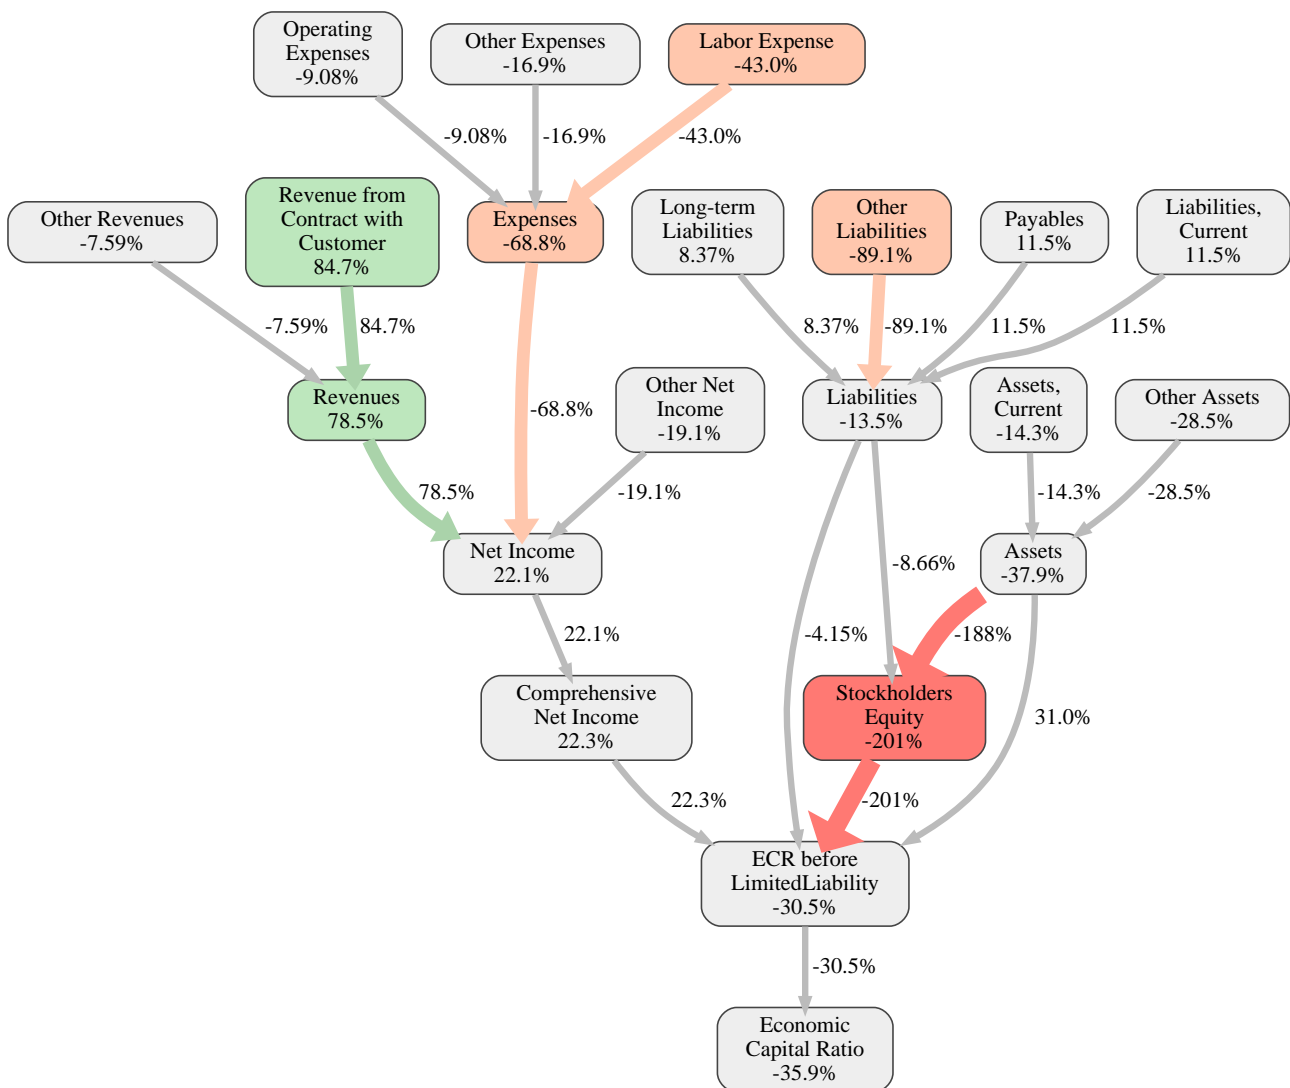 Operating
Expenses
-9.08%
Other Expenses
-16.9%
Labor Expense
-43.0%
-9.08%
-16.9%
-43.0%
Other Revenues
-7.59%
Revenue from
Contract with
Customer
84.7%
Expenses
-68.8%
Long-term
Liabilities
8.37%
Other
Liabilities
-89.1%
Payables
11.5%
Liabilities,
Current
11.5%
-7.59%
84.7%
8.37%
-89.1%
11.5%
11.5%
Revenues
78.5%
-68.8%
Other Net
Income
-19.1%
Liabilities
-13.5%
Assets,
Current
-14.3%
Other Assets
-28.5%
78.5%
-19.1%
-14.3%
-28.5%
Net Income
22.1%
-8.66%
Assets
-37.9%
22.1%
-4.15%
-188%
Comprehensive
Net Income
22.3%
Stockholders
Equity
-201%
31.0%
22.3%
-201%
ECR before
LimitedLiability
-30.5%
-30.5%
Economic
Capital Ratio
-35.9%